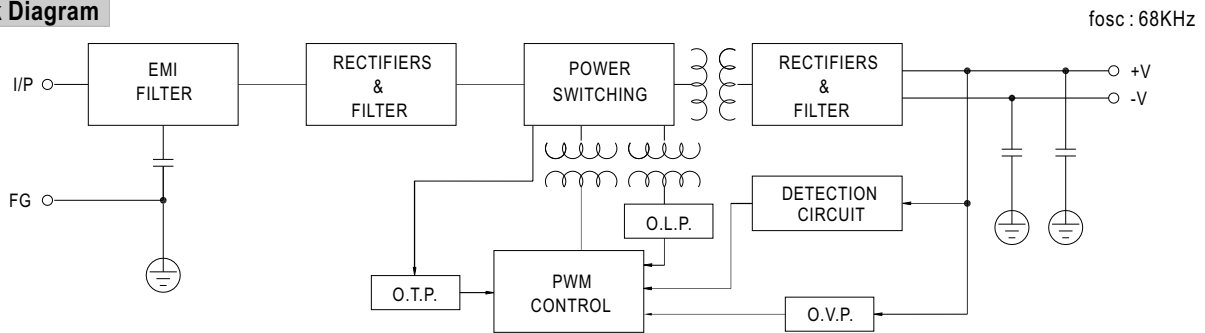 Diagram
fosc : 68KHz
I/P
EMI
FILTER
RECTIFIERS
&
FILTER
POWER
SWITCHING
RECTIFIERS
&
FILTER
+V
-V
FG
DETECTION
CIRCUIT
O.L.P.
O.T.P.
PWM
CONTROL
O.V.P.